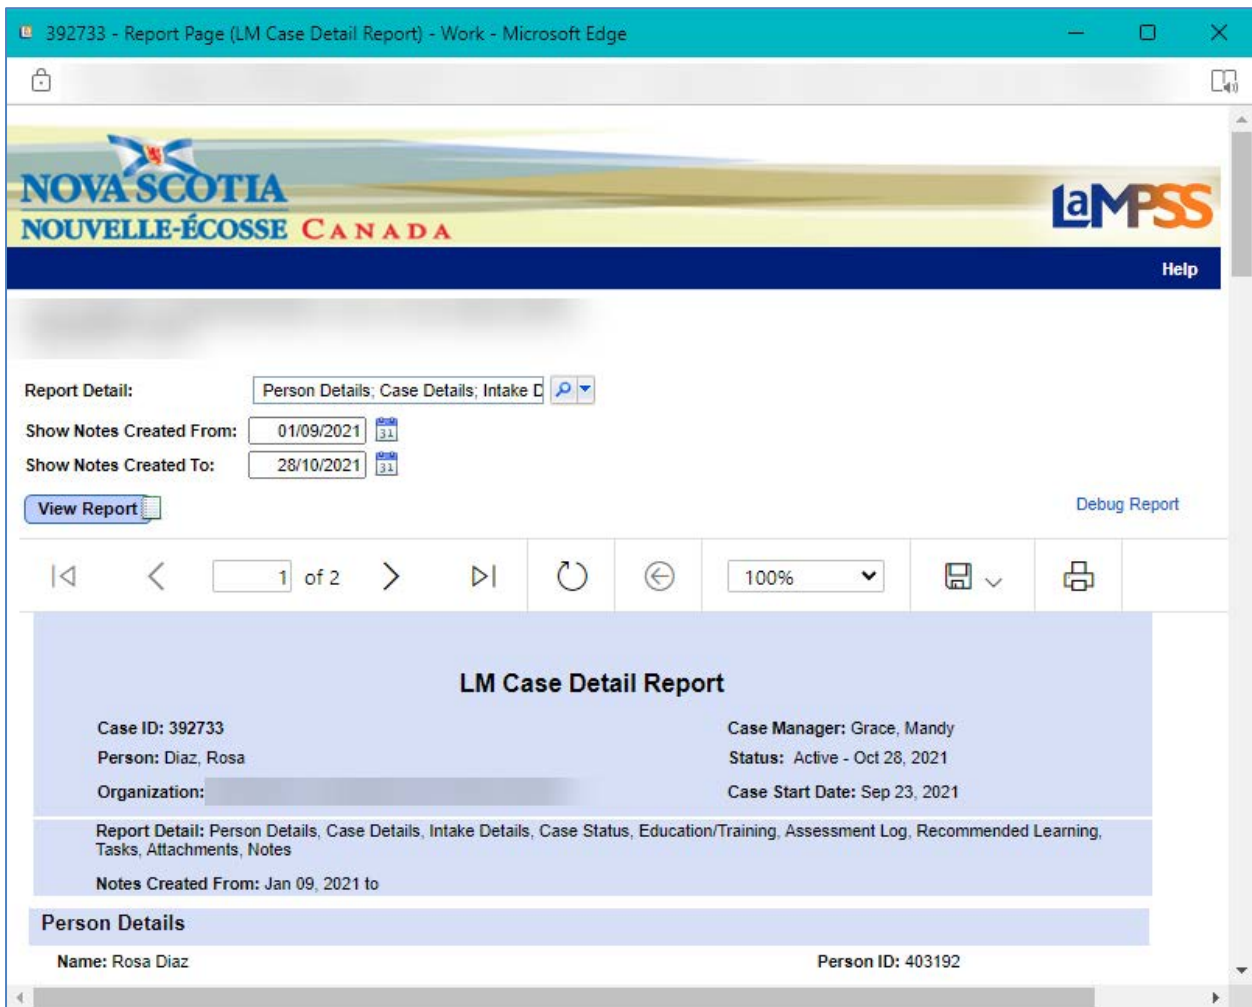 392733 - Report Page (LM Case Detail Report) - Work - Microsoft Edge
NOVA SCOTIA
NOUVELLE-ÉCOSSE CANADA
LaMPSS
Help
Report Detail: Person Details; Case Details; Intake D
Show Notes Created From: 01/09/2021 31
Show Notes Created To: 28/10/2021 31
View Report Debug Report
1 of 2 100%
LM Case Detail Report
Case ID: 392733 Case Manager: Grace, Mandy
Person: Diaz, Rosa Status: Active - Oct 28, 2021
Organization: Case Start Date: Sep 23, 2021
Report Detail: Person Details, Case Details, Intake Details, Case Status, Education/Training, Assessment Log, Recommended Learning,
Tasks, Attachments, Notes
Notes Created From: Jan 09, 2021 to
Person Details
Name: Rosa Diaz Person ID: 403192